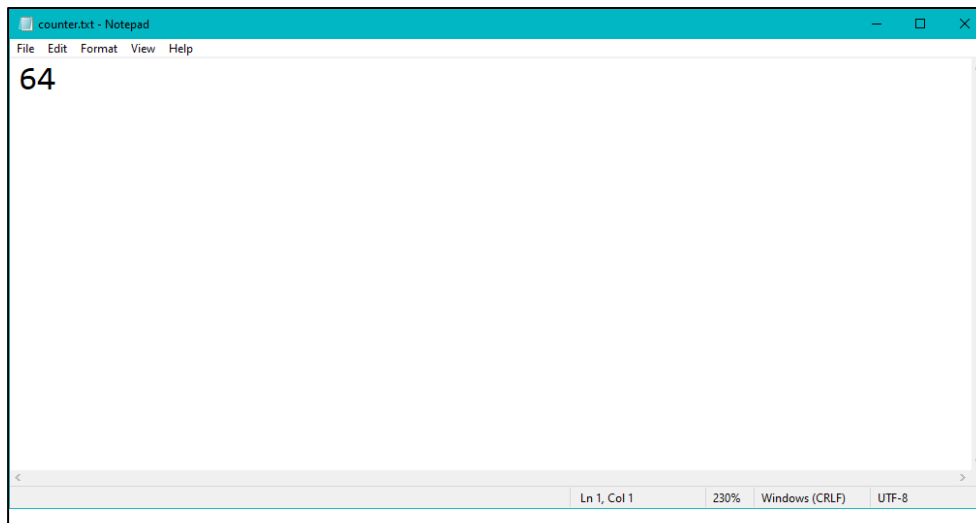 counter.txt - Notepad
File Edit Format View Help
64
Ln 1, Col 1 230% Windows (CRLF) UTF-8